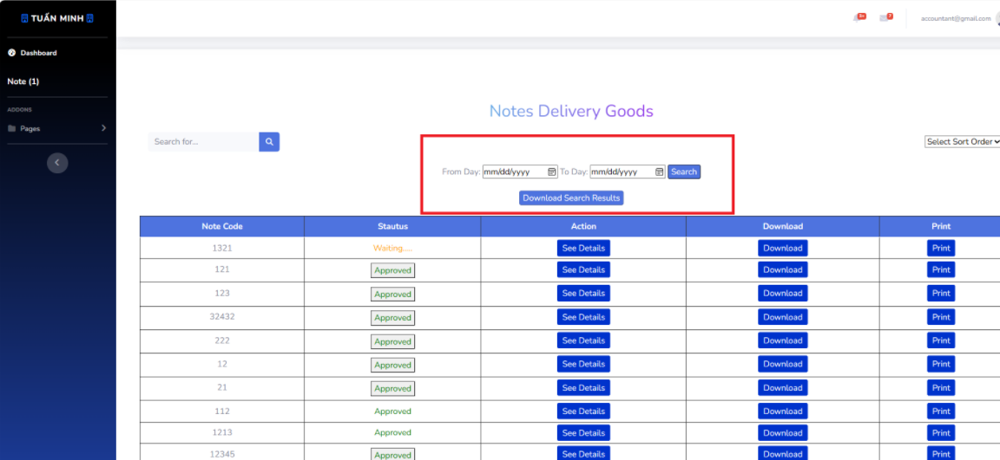 TUẤN MINH
9+ 7 accountant@gmail.com
Dashboard
Note (1)
ADDONS
Pages
Notes Delivery Goods
Search for...
Select Sort Order
From Day: mm/dd/yyyy To Day: mm/dd/yyyy Search
Download Search Results
Note Code Stautus Action Download Print
1321 Waiting..... See Details Download Print
121 Approved See Details Download Print
123 Approved See Details Download Print
32432 Approved See Details Download Print
222 Approved See Details Download Print
12 Approved See Details Download Print
21 Approved See Details Download Print
112 Approved See Details Download Print
1213 Approved See Details Download Print
12345 Approved See Details Download Print